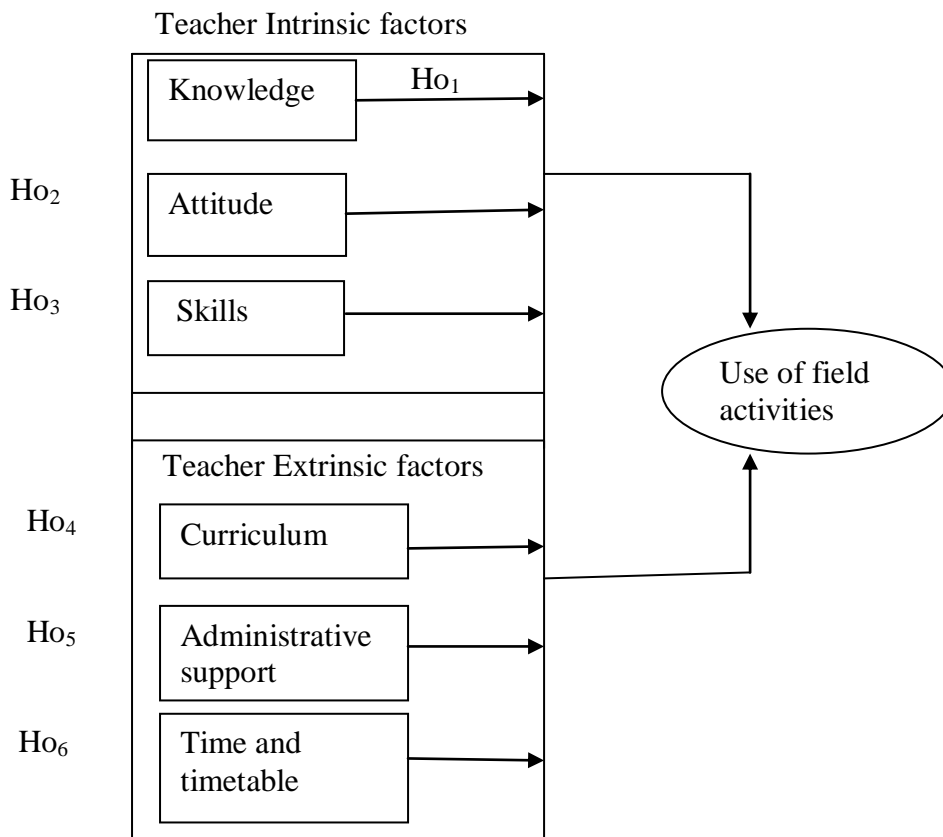 Teacher Intrinsic factors
Knowledge
Ho₁
Ho₂
Attitude
Ho₃
Skills
Use of field
activities
Teacher Extrinsic factors
Ho₄
Curriculum
Ho₅
Administrative
support
Ho₆
Time and
timetable